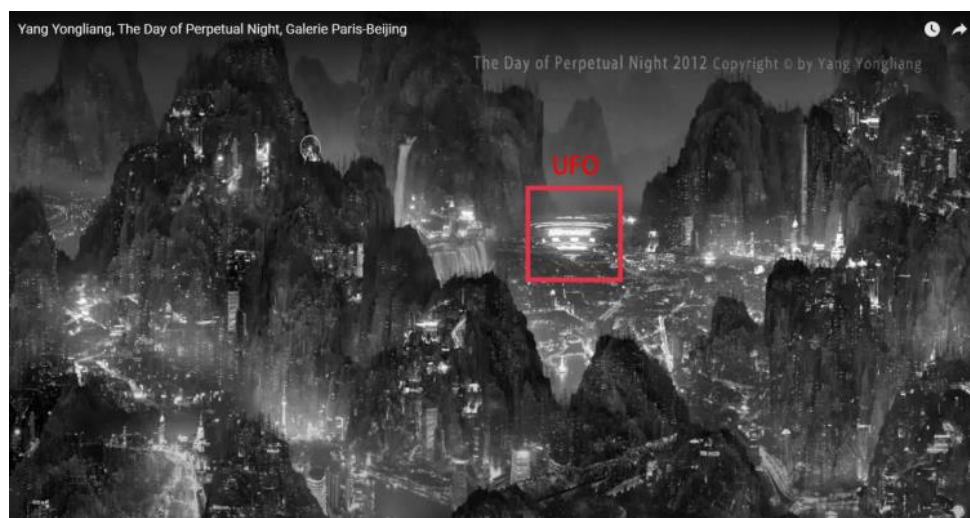 Yang Yongliang, The Day of Perpetual Night, Galerie Paris-Beijing
The Day of Perpetual Night 2012 Copyright © by Yang Yongliang
UFO